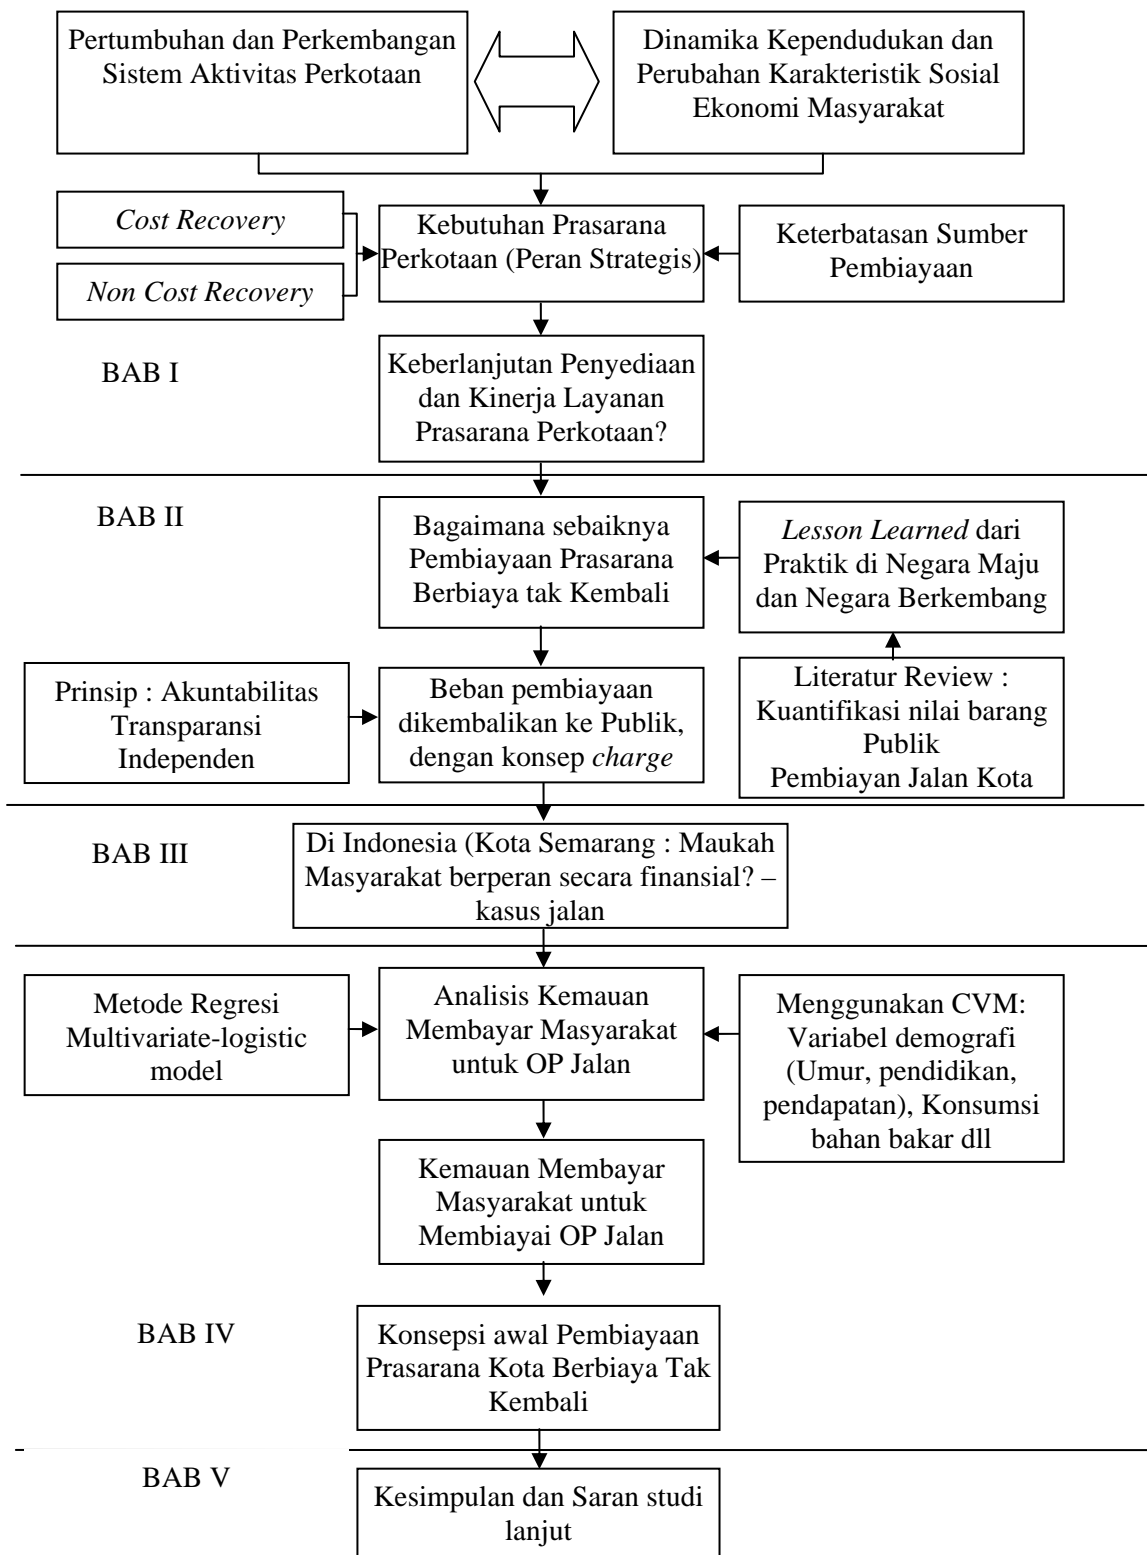 Pertumbuhan dan Perkembangan
Sistem Aktivitas Perkotaan
Dinamika Kependudukan dan
Perubahan Karakteristik Sosial
Ekonomi Masyarakat
Cost Recovery
Non Cost Recovery
Kebutuhan Prasarana
Perkotaan (Peran Strategis)
Keterbatasan Sumber
Pembiayaan
BAB I
Keberlanjutan Penyediaan
dan Kinerja Layanan
Prasarana Perkotaan?
BAB II
Bagaimana sebaiknya
Pembiayaan Prasarana
Berbiaya tak Kembali
Lesson Learned dari
Praktik di Negara Maju
dan Negara Berkembang
Prinsip : Akuntabilitas
Transparansi
Independen
Beban pembiayaan
dikembalikan ke Publik,
dengan konsep charge
Literatur Review :
Kuantifikasi nilai barang
Publik
Pembiayan Jalan Kota
BAB III
Di Indonesia (Kota Semarang : Maukah
Masyarakat berperan secara finansial? –
kasus jalan
Metode Regresi
Multivariate-logistic
model
Analisis Kemauan
Membayar Masyarakat
untuk OP Jalan
Menggunakan CVM:
Variabel demografi
(Umur, pendidikan,
pendapatan), Konsumsi
bahan bakar dll
Kemauan Membayar
Masyarakat untuk
Membiayai OP Jalan
BAB IV
Konsepsi awal Pembiayaan
Prasarana Kota Berbiaya Tak
Kembali
BAB V
Kesimpulan dan Saran studi
lanjut